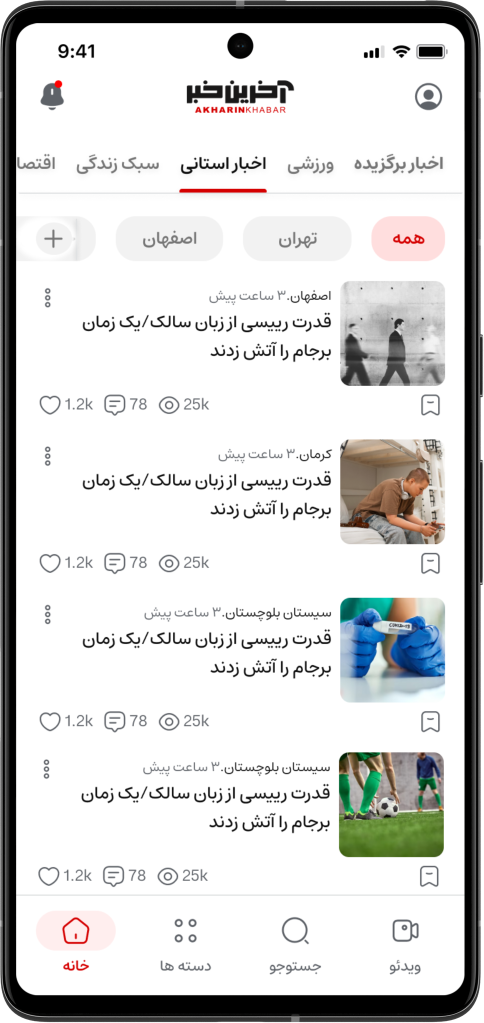 9:41
آخرین خبر
AKHARINKHABAR
اخبار برگزیده ورزشی اخبار استانی سبک زندگی اقتصا
همه تهران اصفهان
اصفهان.۳ ساعت پیش
قدرت رییسی از زبان سالک/یک زمان
برجام را آتش زدند
1.2k 78 25k
کرمان.۳ ساعت پیش
قدرت رییسی از زبان سالک/یک زمان
برجام را آتش زدند
1.2k 78 25k
سیستان بلوچستان.۳ ساعت پیش
قدرت رییسی از زبان سالک/یک زمان
برجام را آتش زدند
1.2k 78 25k
سیستان بلوچستان.۳ ساعت پیش
قدرت رییسی از زبان سالک/یک زمان
برجام را آتش زدند
1.2k 78 25k
ویدئو جستوجو دسته ها خانه